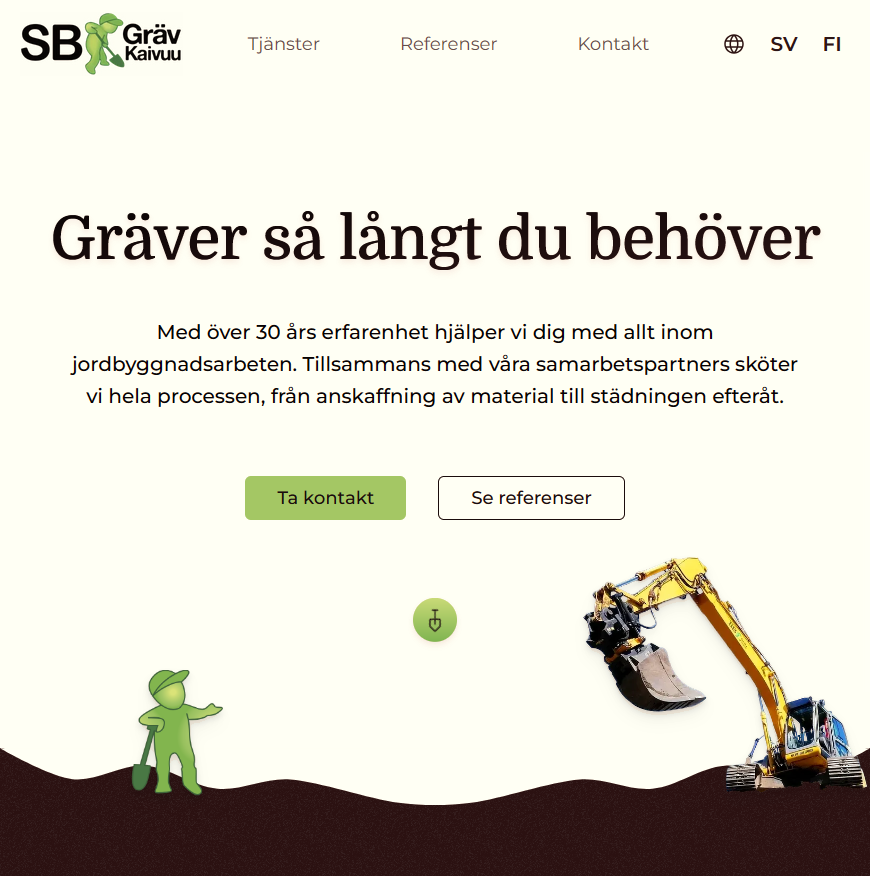 SB Gräv
Kaivuu
Tjänster
Referenser
Kontakt
SV
FI
Gräver så långt du behöver
Med över 30 års erfarenhet hjälper vi dig med allt inom
jordbyggnadsarbeten. Tillsammans med våra samarbetspartners sköter
vi hela processen, från anskaffning av material till städningen efteråt.
Ta kontakt
Se referenser